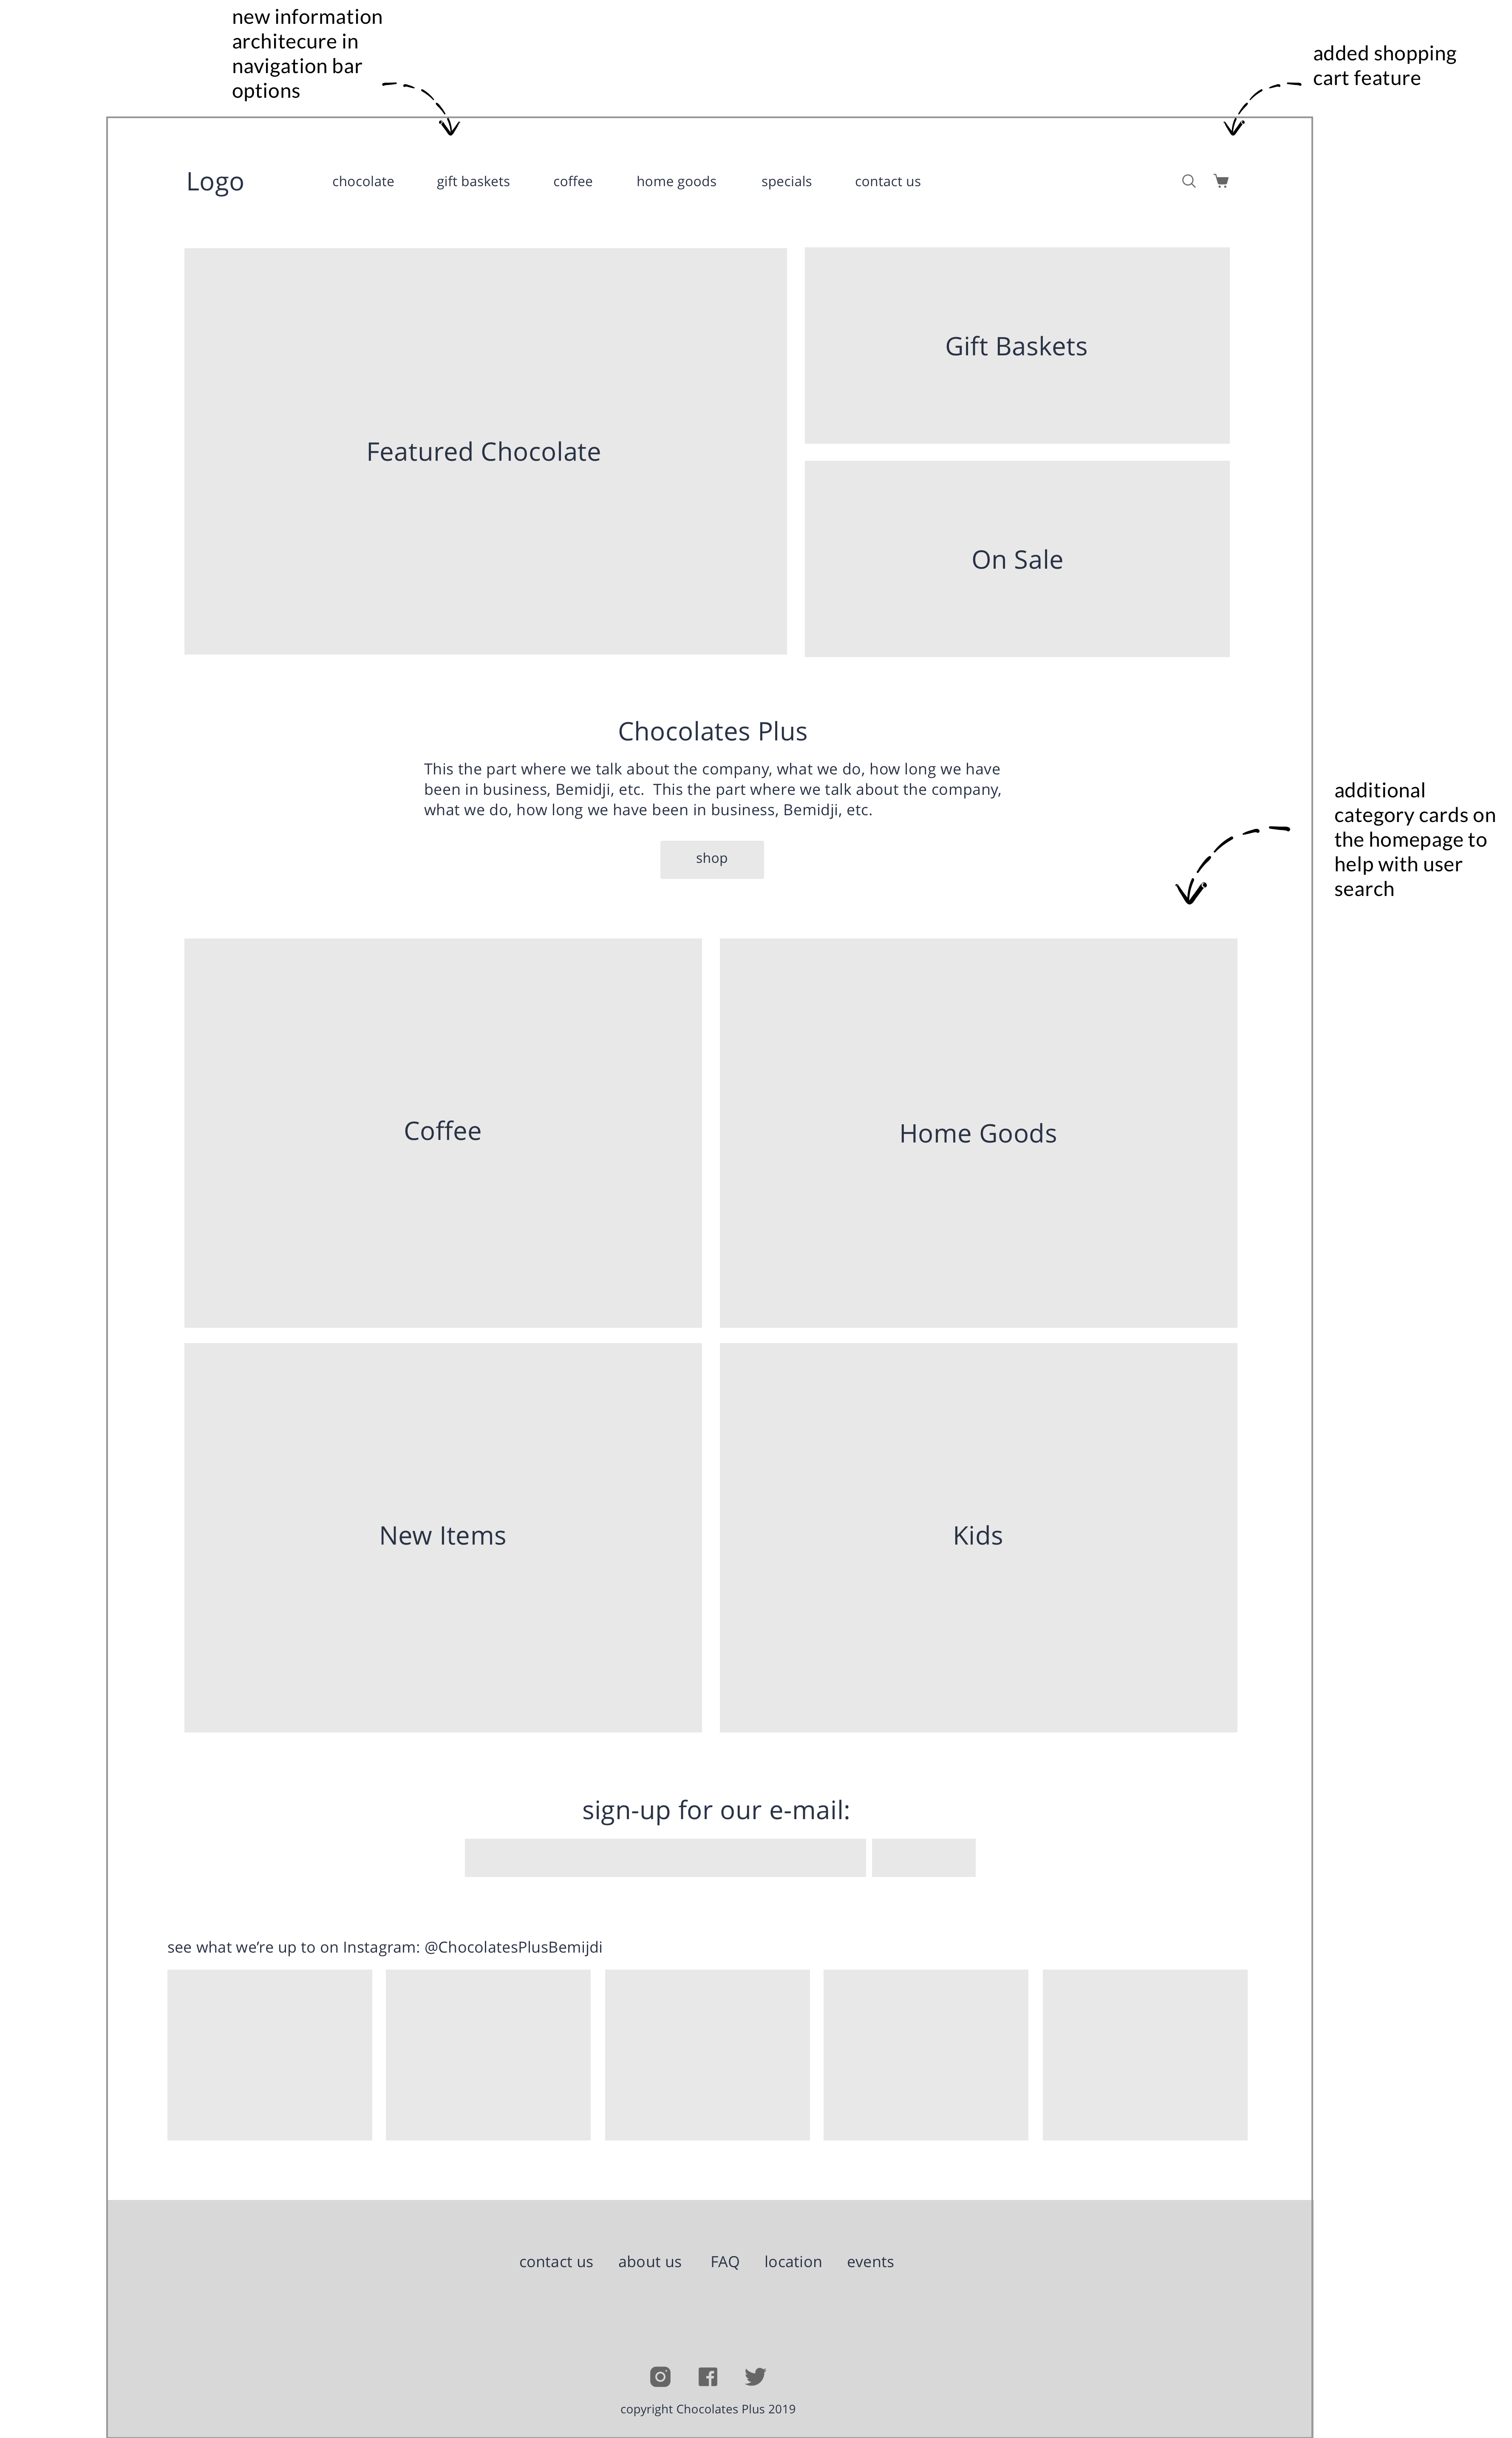 new information
architecure in
navigation bar
options
added shopping
cart feature
Logo chocolate gift baskets coffee home goods specials contact us
Featured Chocolate
Gift Baskets
On Sale
Chocolates Plus
This the part where we talk about the company, what we do, how long we have
been in business, Bemidji, etc.  This the part where we talk about the company,
what we do, how long we have been in business, Bemidji, etc.
shop
additional
category cards on
the homepage to
help with user
search
Coffee
Home Goods
New Items
Kids
sign-up for our e-mail:
see what we’re up to on Instagram: @ChocolatesPlusBemijdi
contact us about us FAQ location events
copyright Chocolates Plus 2019